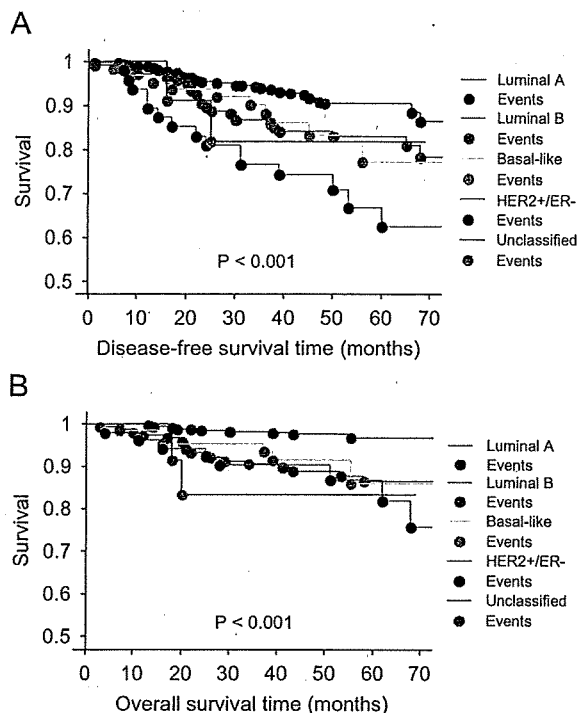 A
1
0.9
0.8
0.7
0.6
0.5
Survival
P < 0.001
0 10 20 30 40 50 60 70
Disease-free survival time (months)
Luminal A
Events
Luminal B
Events
Basal-like
Events
HER2+/ER-
Events
Unclassified
Events
B
1
0.9
0.8
0.7
0.6
0.5
Survival
P < 0.001
0 10 20 30 40 50 60 70
Overall survival time (months)
Luminal A
Events
Luminal B
Events
Basal-like
Events
HER2+/ER-
Events
Unclassified
Events